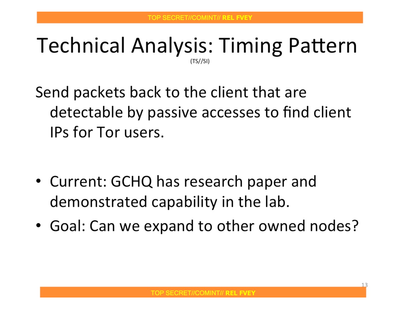 TOP SECRET//COMINT// REL FVEY
Technical Analysis: Timing Pattern
(TS//SI)
Send packets back to the client that are
detectable by passive accesses to find client
IPs for Tor users.
• Current: GCHQ has research paper and
demonstrated capability in the lab.
• Goal: Can we expand to other owned nodes?
TOP SECRET//COMINT// REL FVEY